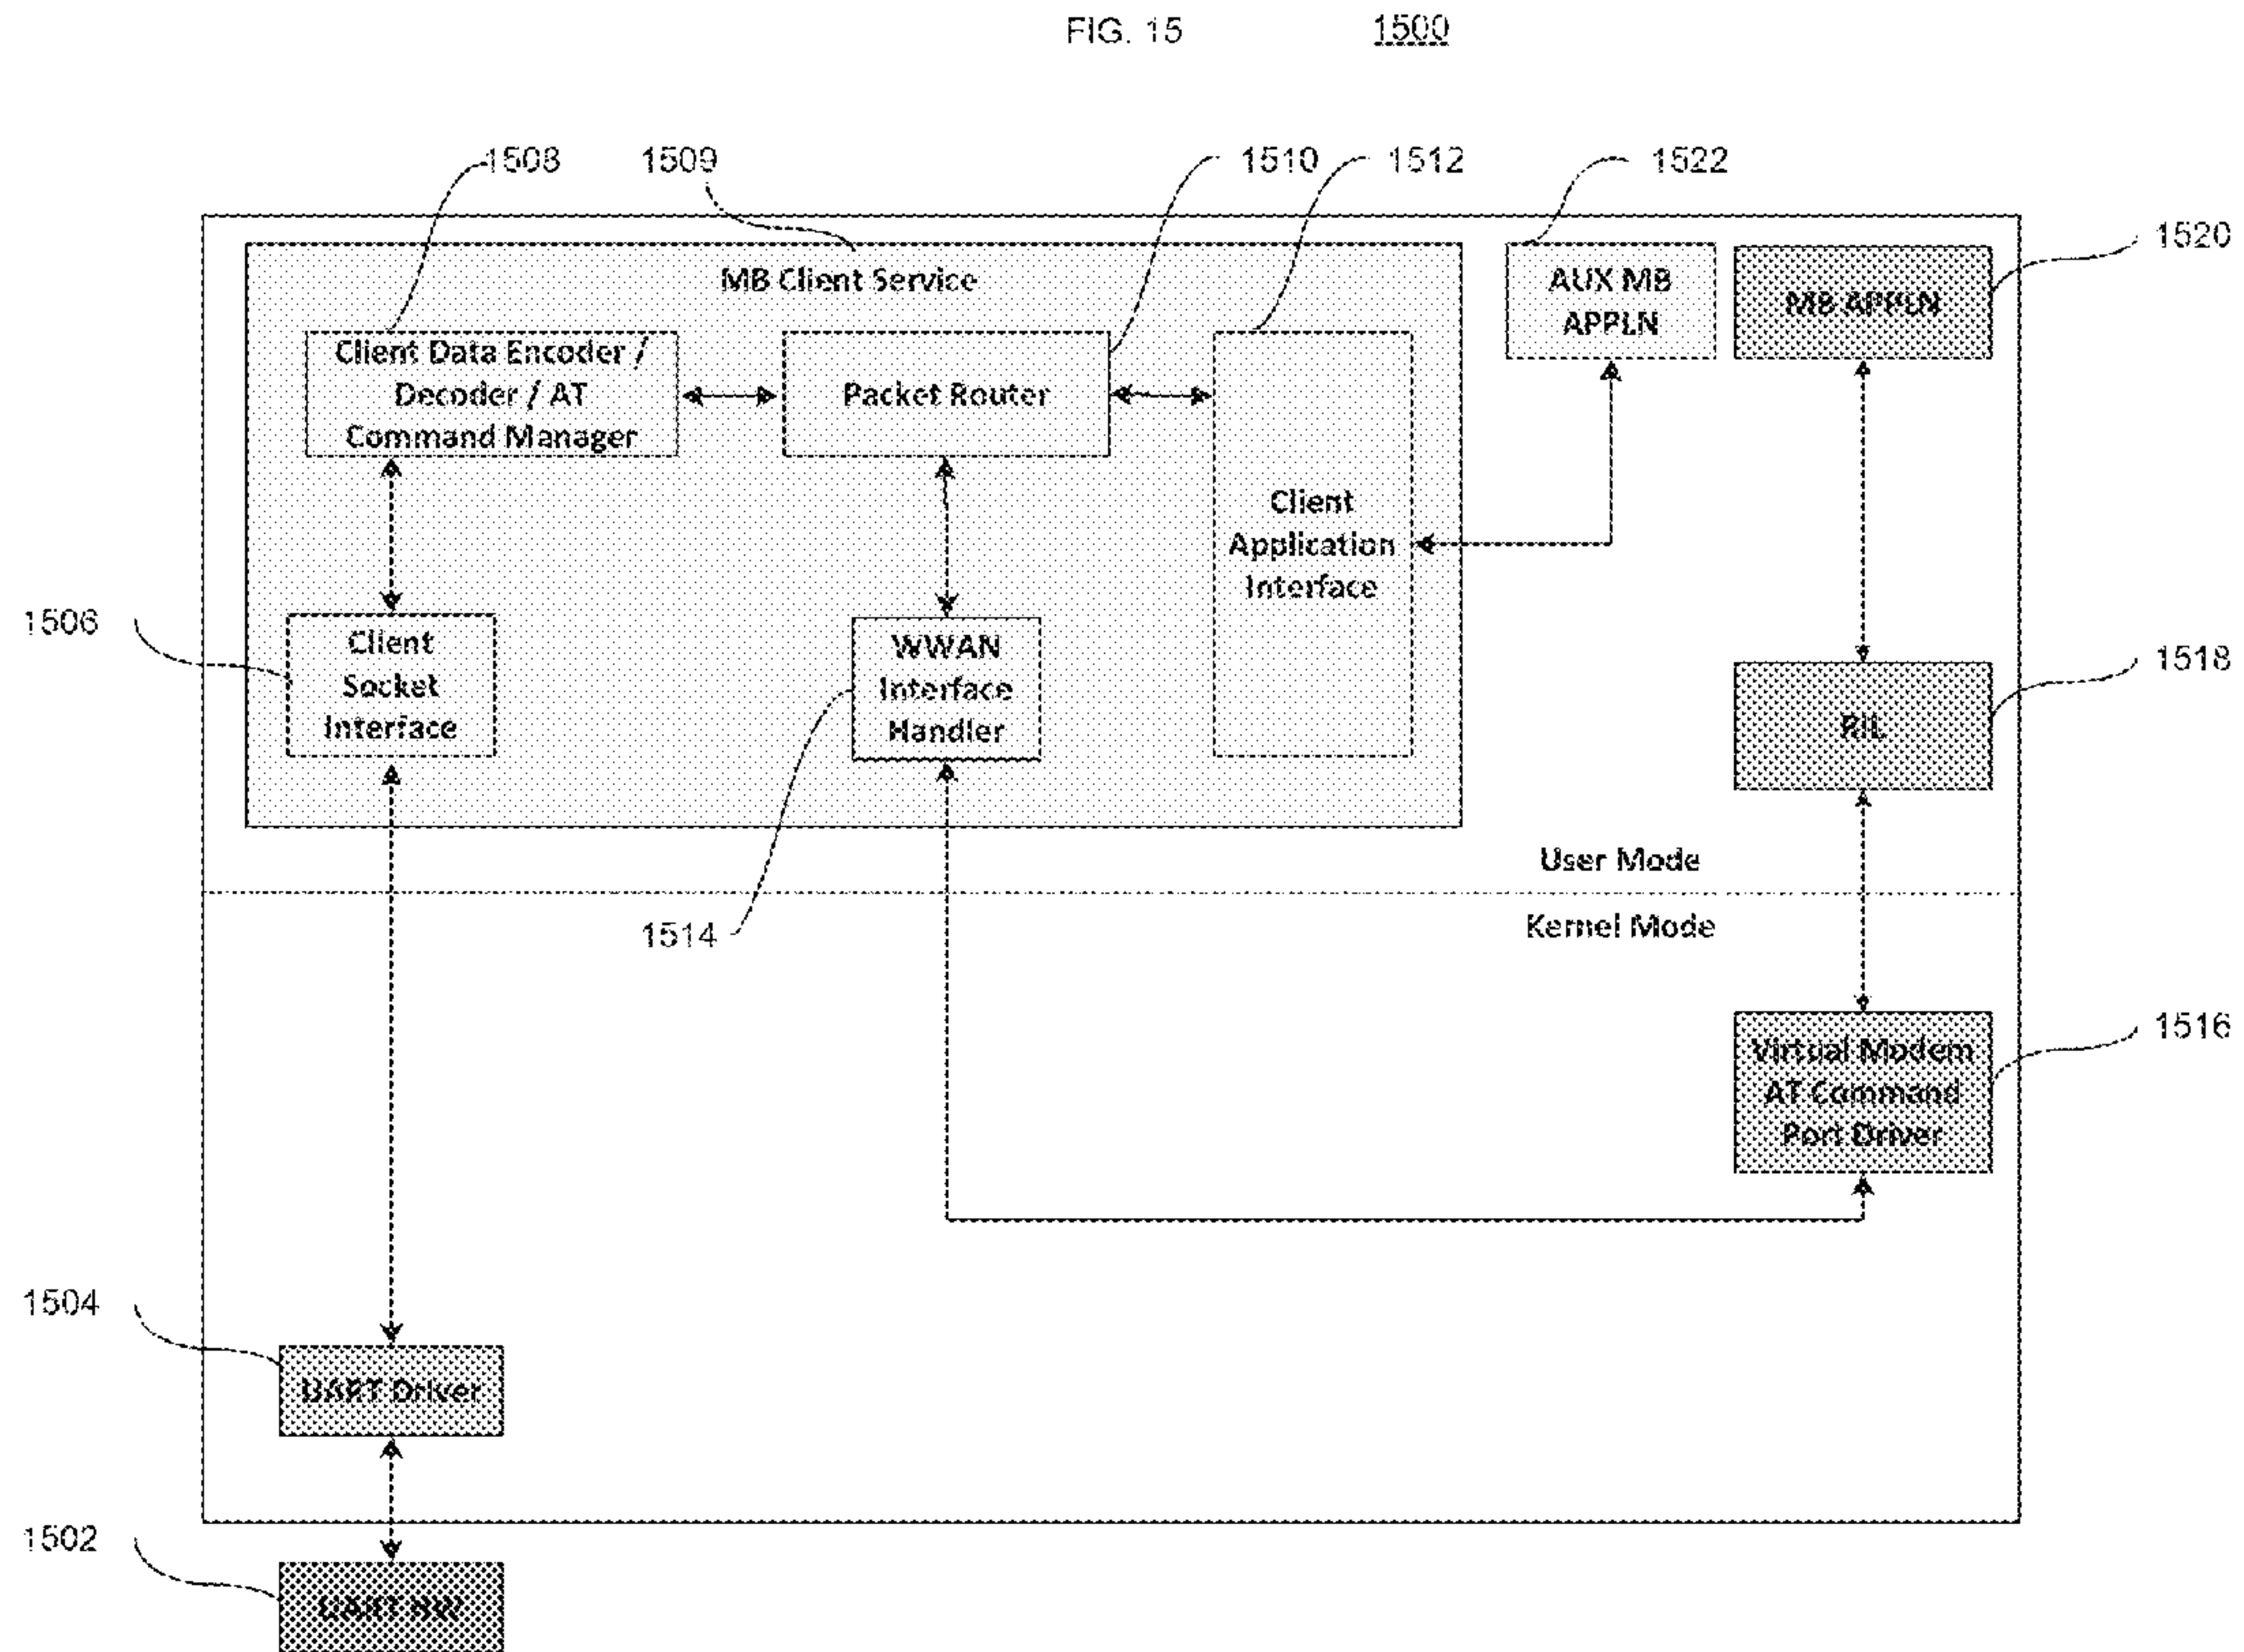 FIG. 15
1500
1508
1509
1510
1512
1522
1520
MB Client Service
AUX MB
APPLN
MB APPLN
Client Data Encoder /
Decoder / AT
Command Manager
Packet Router
Client
Application
Interface
1506
Client
Socket
Interface
WWAN
Interface
Handler
1518
RIL
User Mode
1514
Kernel Mode
1516
Virtual Modem
AT Command
Port Driver
1504
UART Driver
1502
UART HW